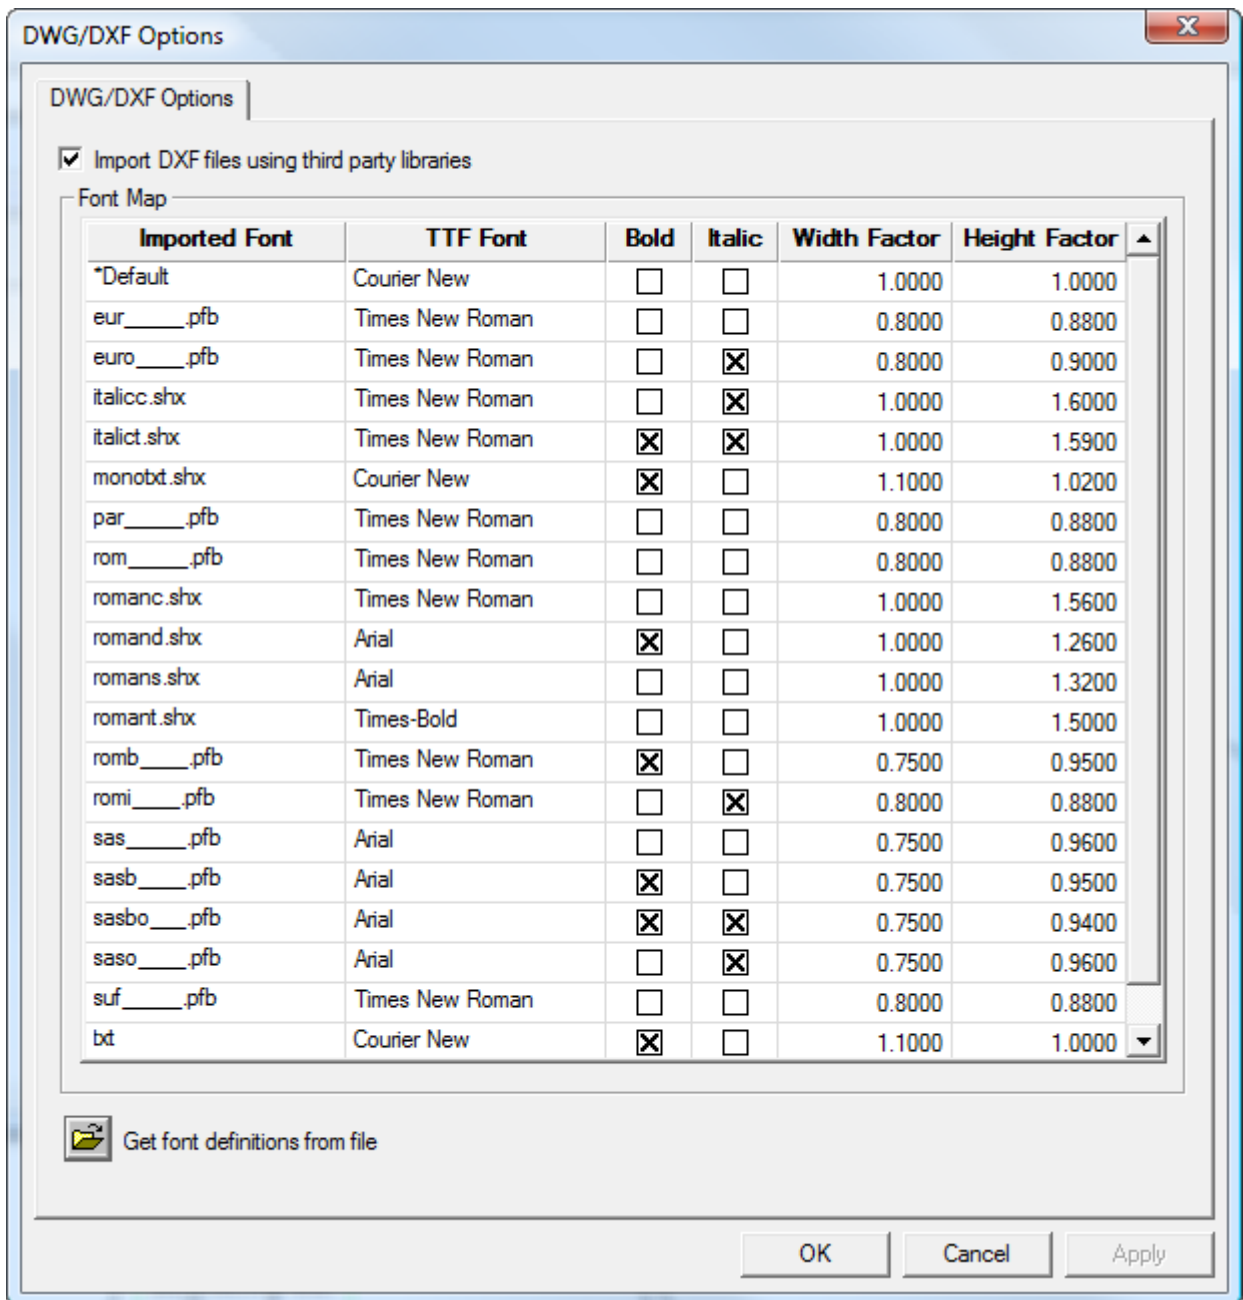 DWG/DXF Options
DWG/DXF Options
Import DXF files using third party libraries
Font Map
Imported Font TTF Font Bold Italic Width Factor Height Factor
*Default Courier New 1.0000 1.0000
eur_____.pfb Times New Roman 0.8000 0.8800
euro____.pfb Times New Roman 0.8000 0.9000
italicc.shx Times New Roman 1.0000 1.6000
italict.shx Times New Roman 1.0000 1.5900
monotxt.shx Courier New 1.1000 1.0200
par_____.pfb Times New Roman 0.8000 0.8800
rom_____.pfb Times New Roman 0.8000 0.8800
romanc.shx Times New Roman 1.0000 1.5600
romand.shx Arial 1.0000 1.2600
romans.shx Arial 1.0000 1.3200
romant.shx Times-Bold 1.0000 1.5000
romb____.pfb Times New Roman 0.7500 0.9500
romi____.pfb Times New Roman 0.8000 0.8800
sas_____.pfb Arial 0.7500 0.9600
sasb____.pfb Arial 0.7500 0.9500
sasbo___.pfb Arial 0.7500 0.9400
saso____.pfb Arial 0.7500 0.9600
suf_____.pfb Times New Roman 0.8000 0.8800
txt Courier New 1.1000 1.0000
Get font definitions from file
OK Cancel Apply